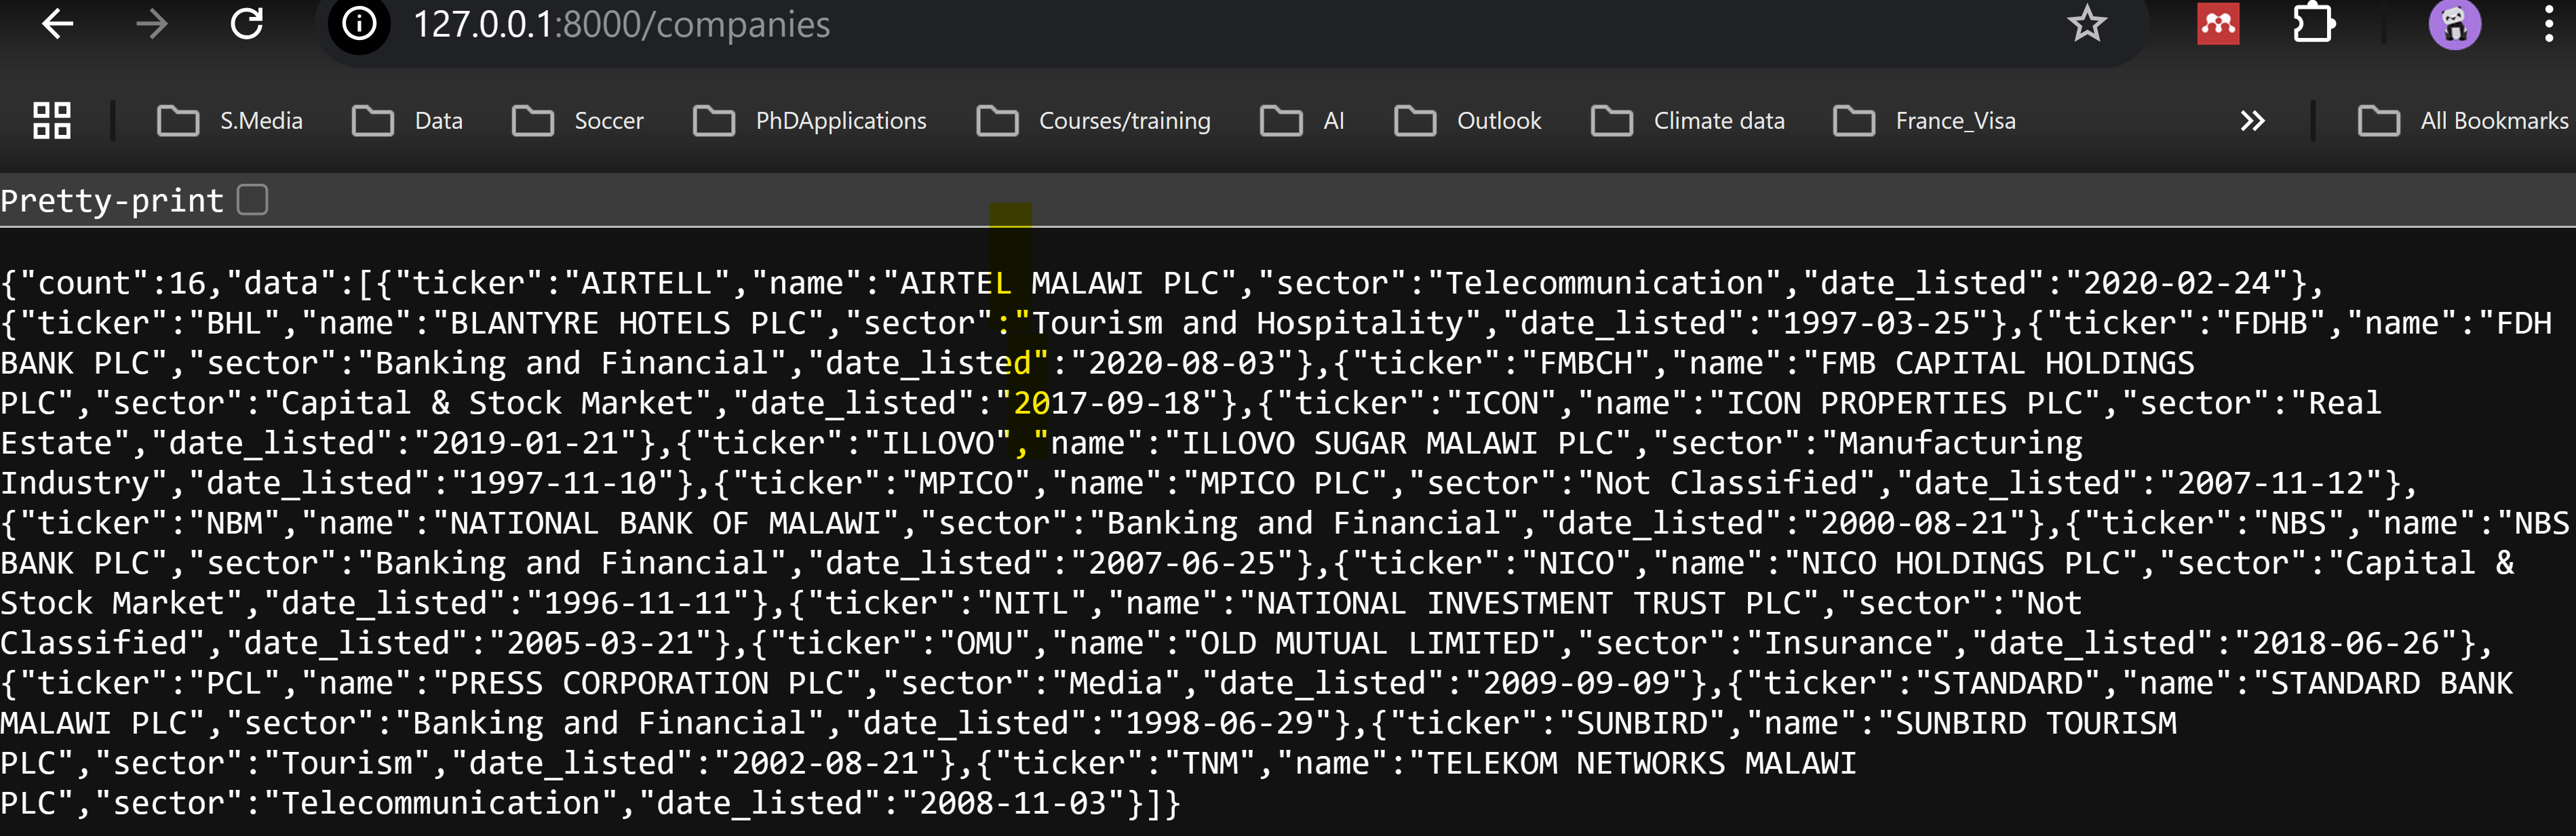 127.0.0.1:8000/companies
S.Media Data Soccer PhDApplications Courses/training AI Outlook Climate data France_Visa All Bookmarks
Pretty-print
{"count":16,"data":[{"ticker":"AIRTELL","name":"AIRTEL MALAWI PLC","sector":"Telecommunication","date_listed":"2020-02-24"},
{"ticker":"BHL","name":"BLANTYRE HOTELS PLC","sector":"Tourism and Hospitality","date_listed":"1997-03-25"},{"ticker":"FDHB","name":"FDH
BANK PLC","sector":"Banking and Financial","date_listed":"2020-08-03"},{"ticker":"FMBCH","name":"FMB CAPITAL HOLDINGS
PLC","sector":"Capital & Stock Market","date_listed":"2017-09-18"},{"ticker":"ICON","name":"ICON PROPERTIES PLC","sector":"Real
Estate","date_listed":"2019-01-21"},{"ticker":"ILLOVO","name":"ILLOVO SUGAR MALAWI PLC","sector":"Manufacturing
Industry","date_listed":"1997-11-10"},{"ticker":"MPICO","name":"MPICO PLC","sector":"Not Classified","date_listed":"2007-11-12"},
{"ticker":"NBM","name":"NATIONAL BANK OF MALAWI","sector":"Banking and Financial","date_listed":"2000-08-21"},{"ticker":"NBS","name":"NBS
BANK PLC","sector":"Banking and Financial","date_listed":"2007-06-25"},{"ticker":"NICO","name":"NICO HOLDINGS PLC","sector":"Capital &
Stock Market","date_listed":"1996-11-11"},{"ticker":"NITL","name":"NATIONAL INVESTMENT TRUST PLC","sector":"Not
Classified","date_listed":"2005-03-21"},{"ticker":"OMU","name":"OLD MUTUAL LIMITED","sector":"Insurance","date_listed":"2018-06-26"},
{"ticker":"PCL","name":"PRESS CORPORATION PLC","sector":"Media","date_listed":"2009-09-09"},{"ticker":"STANDARD","name":"STANDARD BANK
MALAWI PLC","sector":"Banking and Financial","date_listed":"1998-06-29"},{"ticker":"SUNBIRD","name":"SUNBIRD TOURISM
PLC","sector":"Tourism","date_listed":"2002-08-21"},{"ticker":"TNM","name":"TELEKOM NETWORKS MALAWI
PLC","sector":"Telecommunication","date_listed":"2008-11-03"}]}